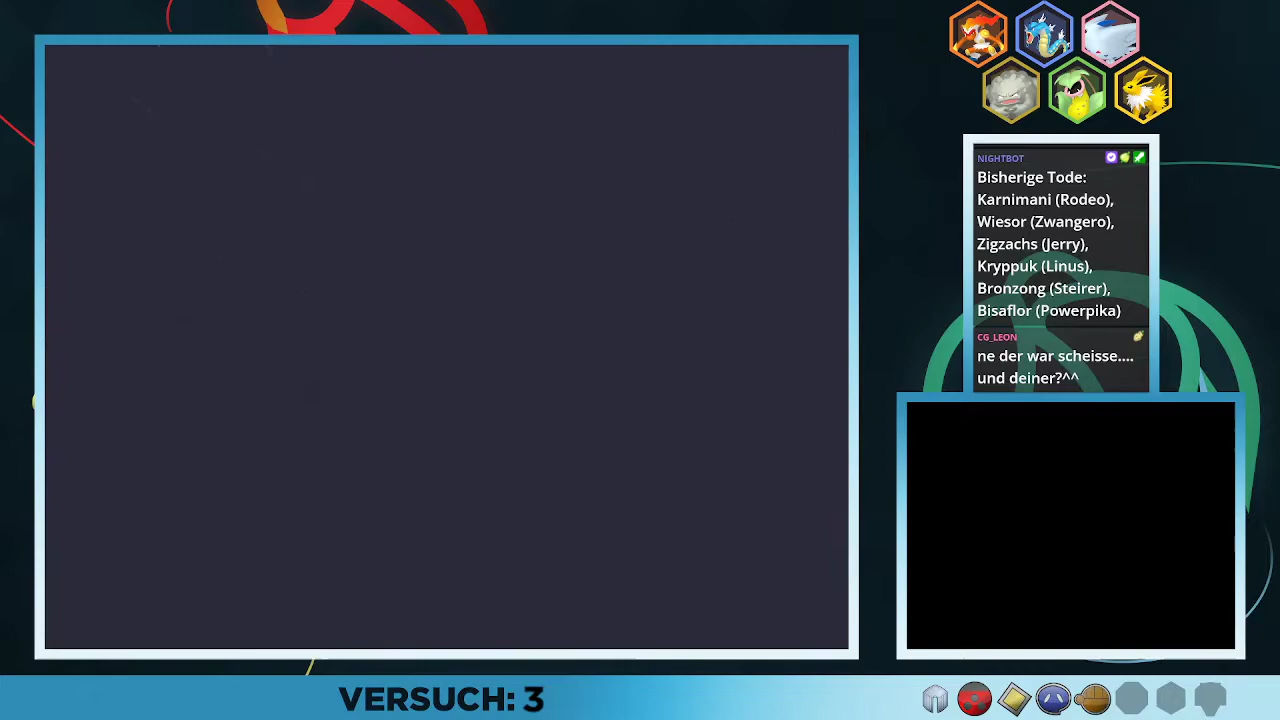 NIGHTBOT
Bisherige Tode:
Karnimani (Rodeo),
Wiesor (Zwangero),
Zigzachs (Jerry),
Kryppuk (Linus),
Bronzong (Steirer),
Bisaflor (Powerpika)
CG_LEON
ne der war scheisse....
und deiner?^^
VERSUCH: 3